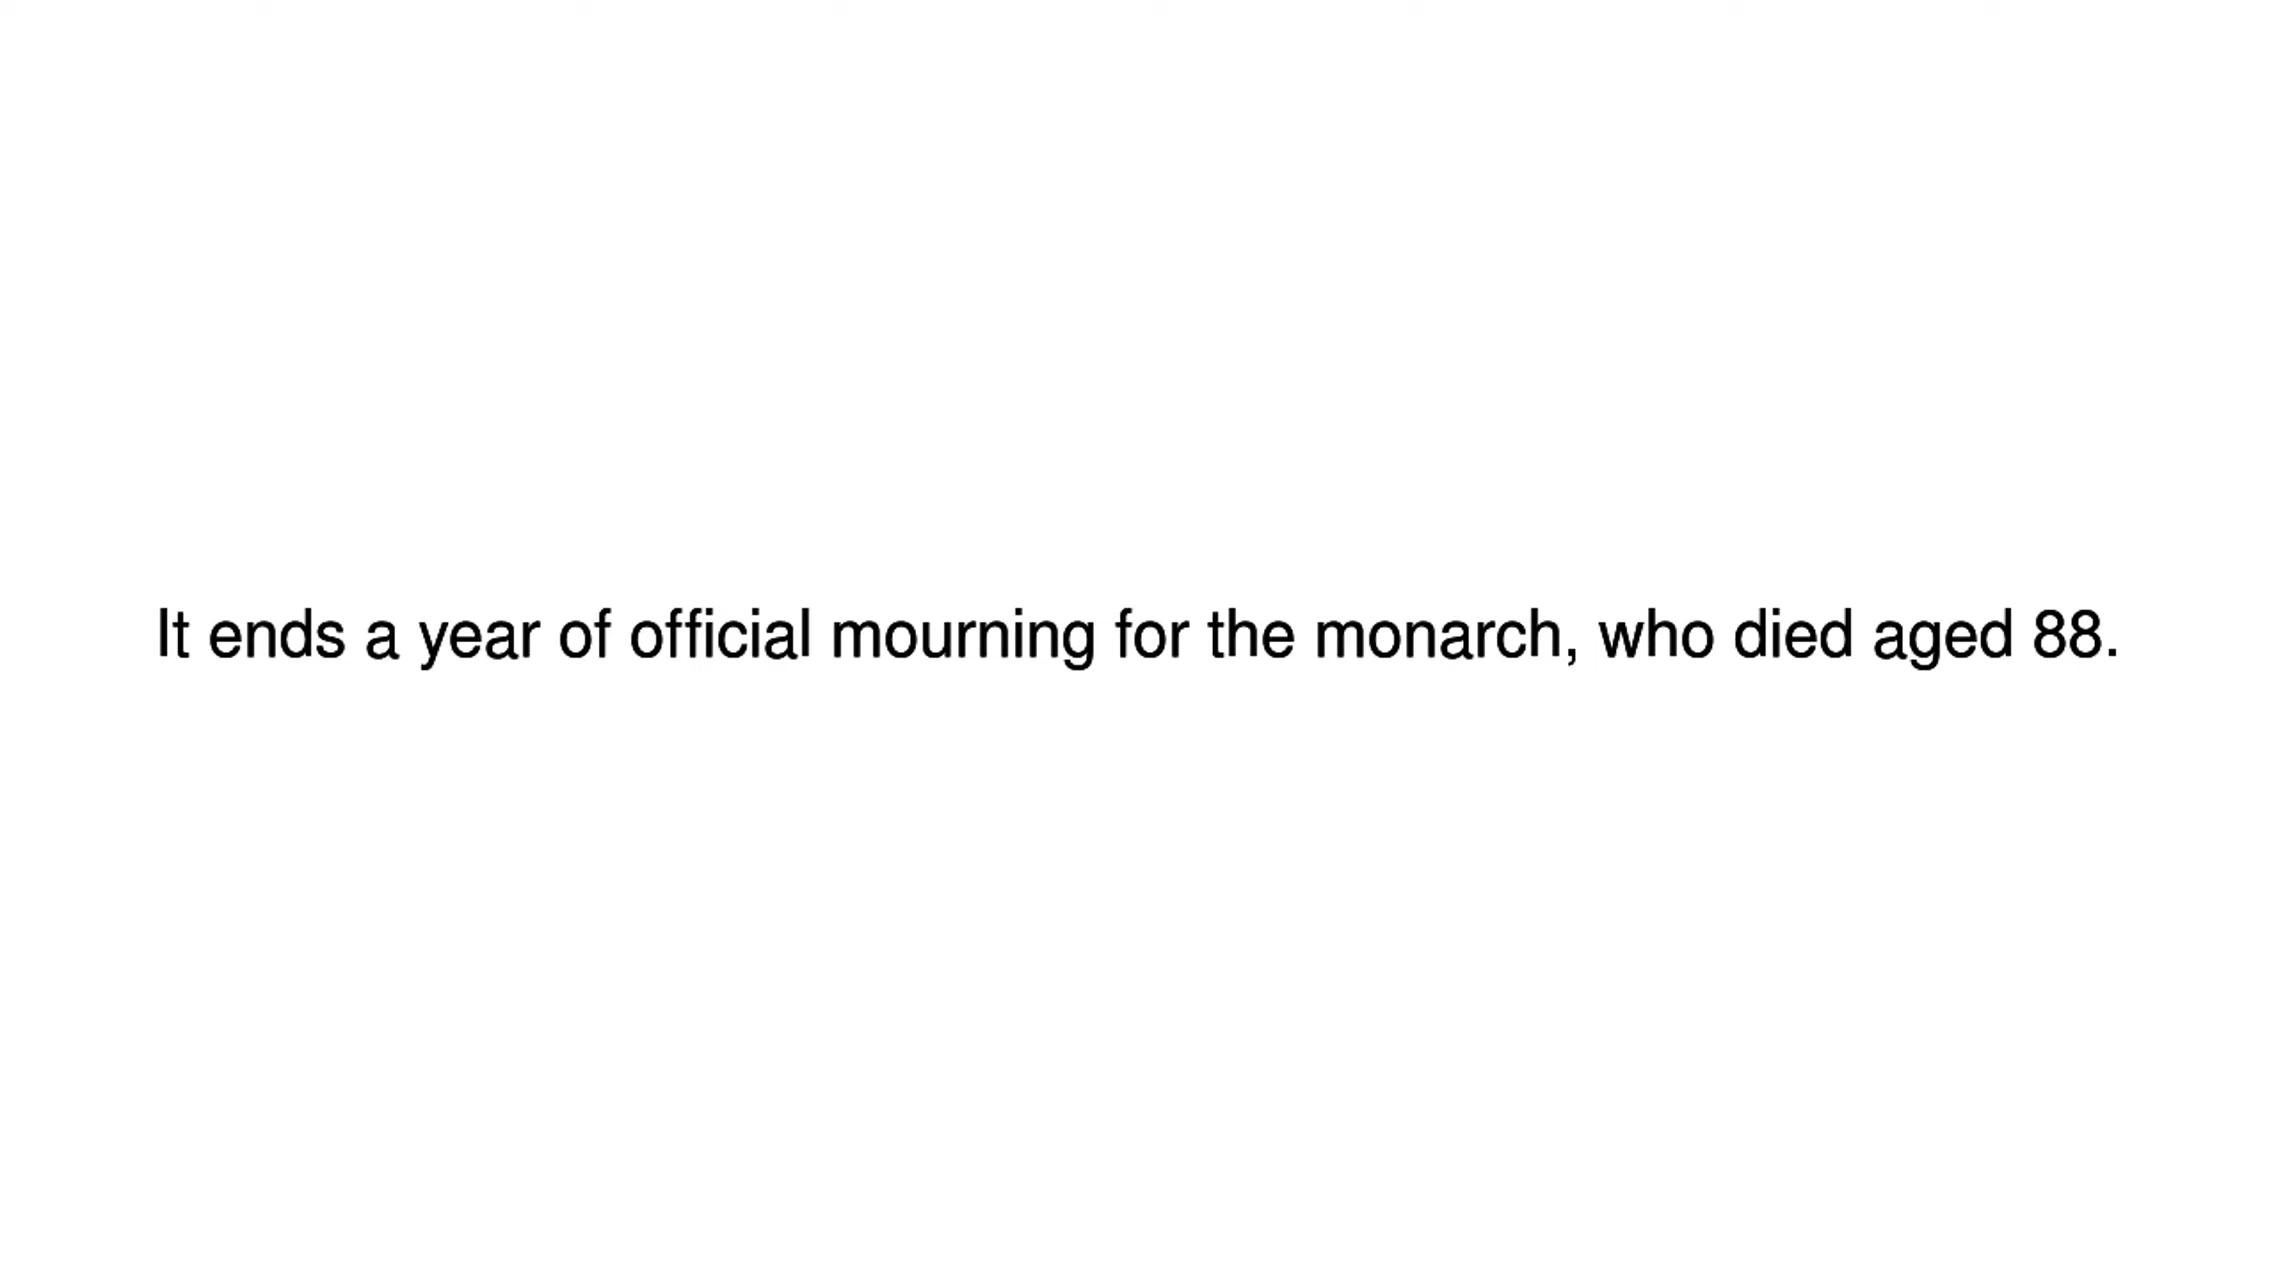 It ends a year of official mourning for the monarch, who died aged 88.